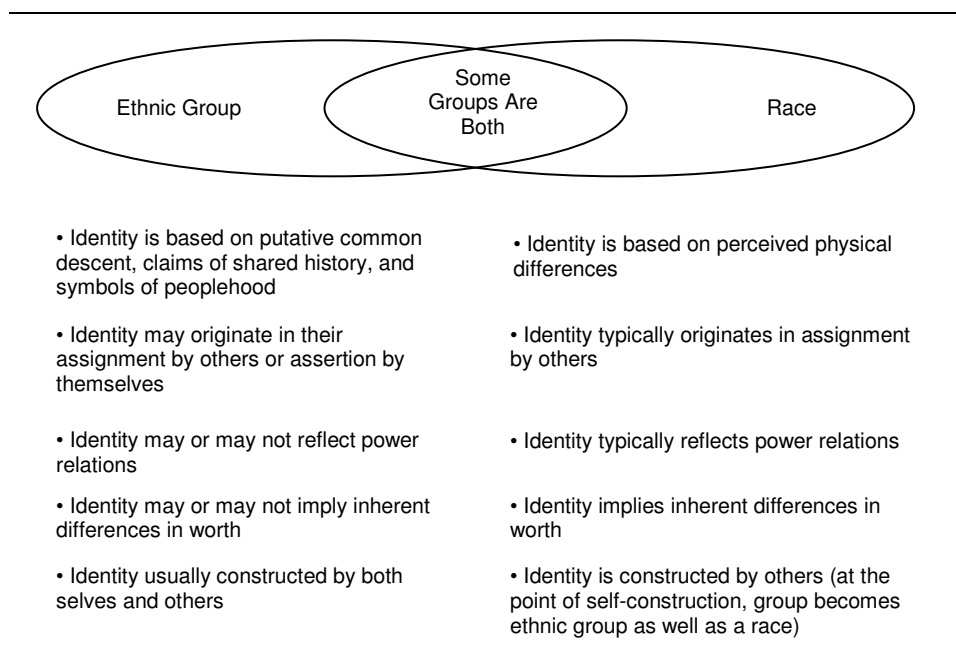 Ethnic Group
Some
Groups Are
Both
Race
• Identity is based on putative common
descent, claims of shared history, and
symbols of peoplehood
• Identity is based on perceived physical
differences
• Identity may originate in their
assignment by others or assertion by
themselves
• Identity typically originates in assignment
by others
• Identity may or may not reflect power
relations
• Identity typically reflects power relations
• Identity may or may not imply inherent
differences in worth
• Identity implies inherent differences in
worth
• Identity usually constructed by both
selves and others
• Identity is constructed by others (at the
point of self-construction, group becomes
ethnic group as well as a race)